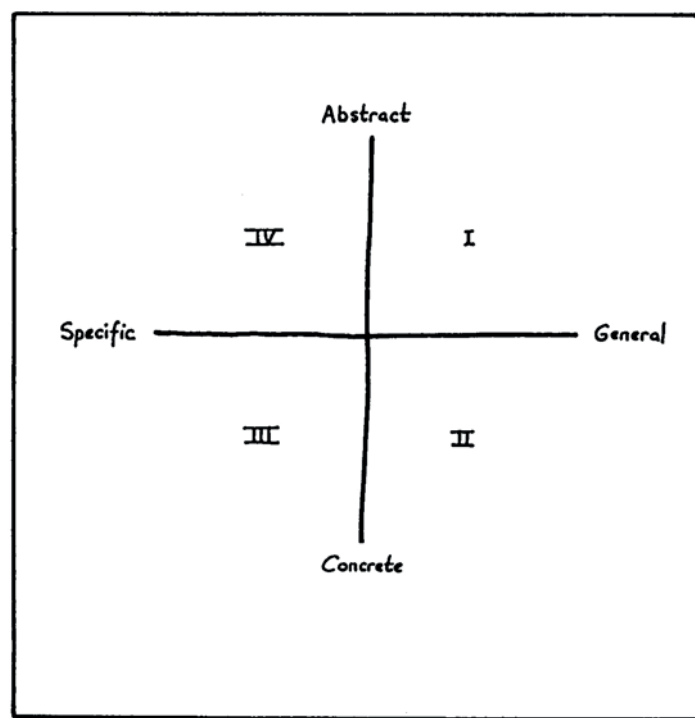 Abstract
IV I
Specific General
III II
Concrete